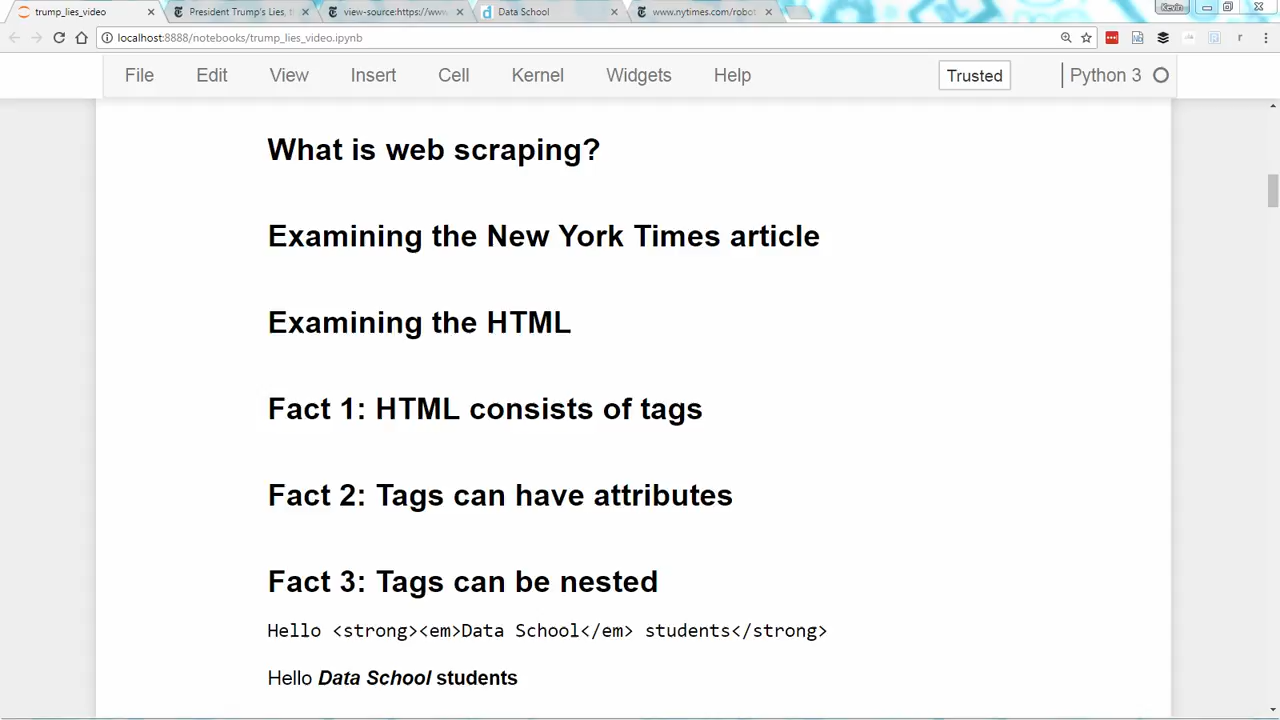 trump_lies_video
President Trump's Lies, t
view-source:https://www.
Data School
www.nytimes.com/robot
Kevin
localhost:8888/notebooks/trump_lies_video.ipynb
File Edit View Insert Cell Kernel Widgets Help Trusted Python 3
What is web scraping?
Examining the New York Times article
Examining the HTML
Fact 1: HTML consists of tags
Fact 2: Tags can have attributes
Fact 3: Tags can be nested
Hello <strong><em>Data School</em> students</strong>
Hello Data School students